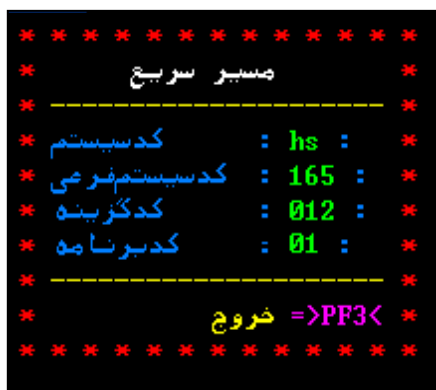 * * * * * * * * * * * * *
* مسیر سریع *
* --------------------- *
* کدسیستم : hs : *
* کدسیستم‌فرعی : 165 : *
* کدگزینه : 012 : *
* کدبرنامه : 01 : *
* --------------------- *
* خروج =>PF3< *
* * * * * * * * * * * * *